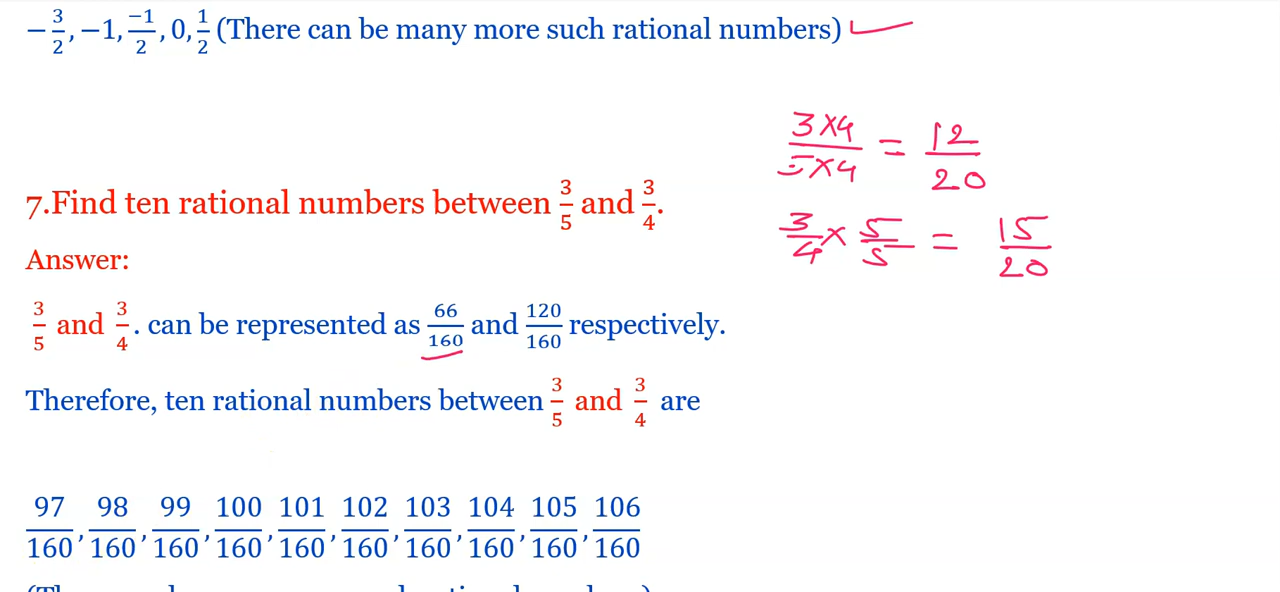 −3/2, −1, −1/2, 0, 1/2 (There can be many more such rational numbers)
3×4/5×4 = 12/20
7.Find ten rational numbers between 3/5 and 3/4.
3/4 × 5/5 = 15/20
Answer:
3/5 and 3/4. can be represented as 66/160 and 120/160 respectively.
Therefore, ten rational numbers between 3/5 and 3/4 are
97/160, 98/160, 99/160, 100/160, 101/160, 102/160, 103/160, 104/160, 105/160, 106/160